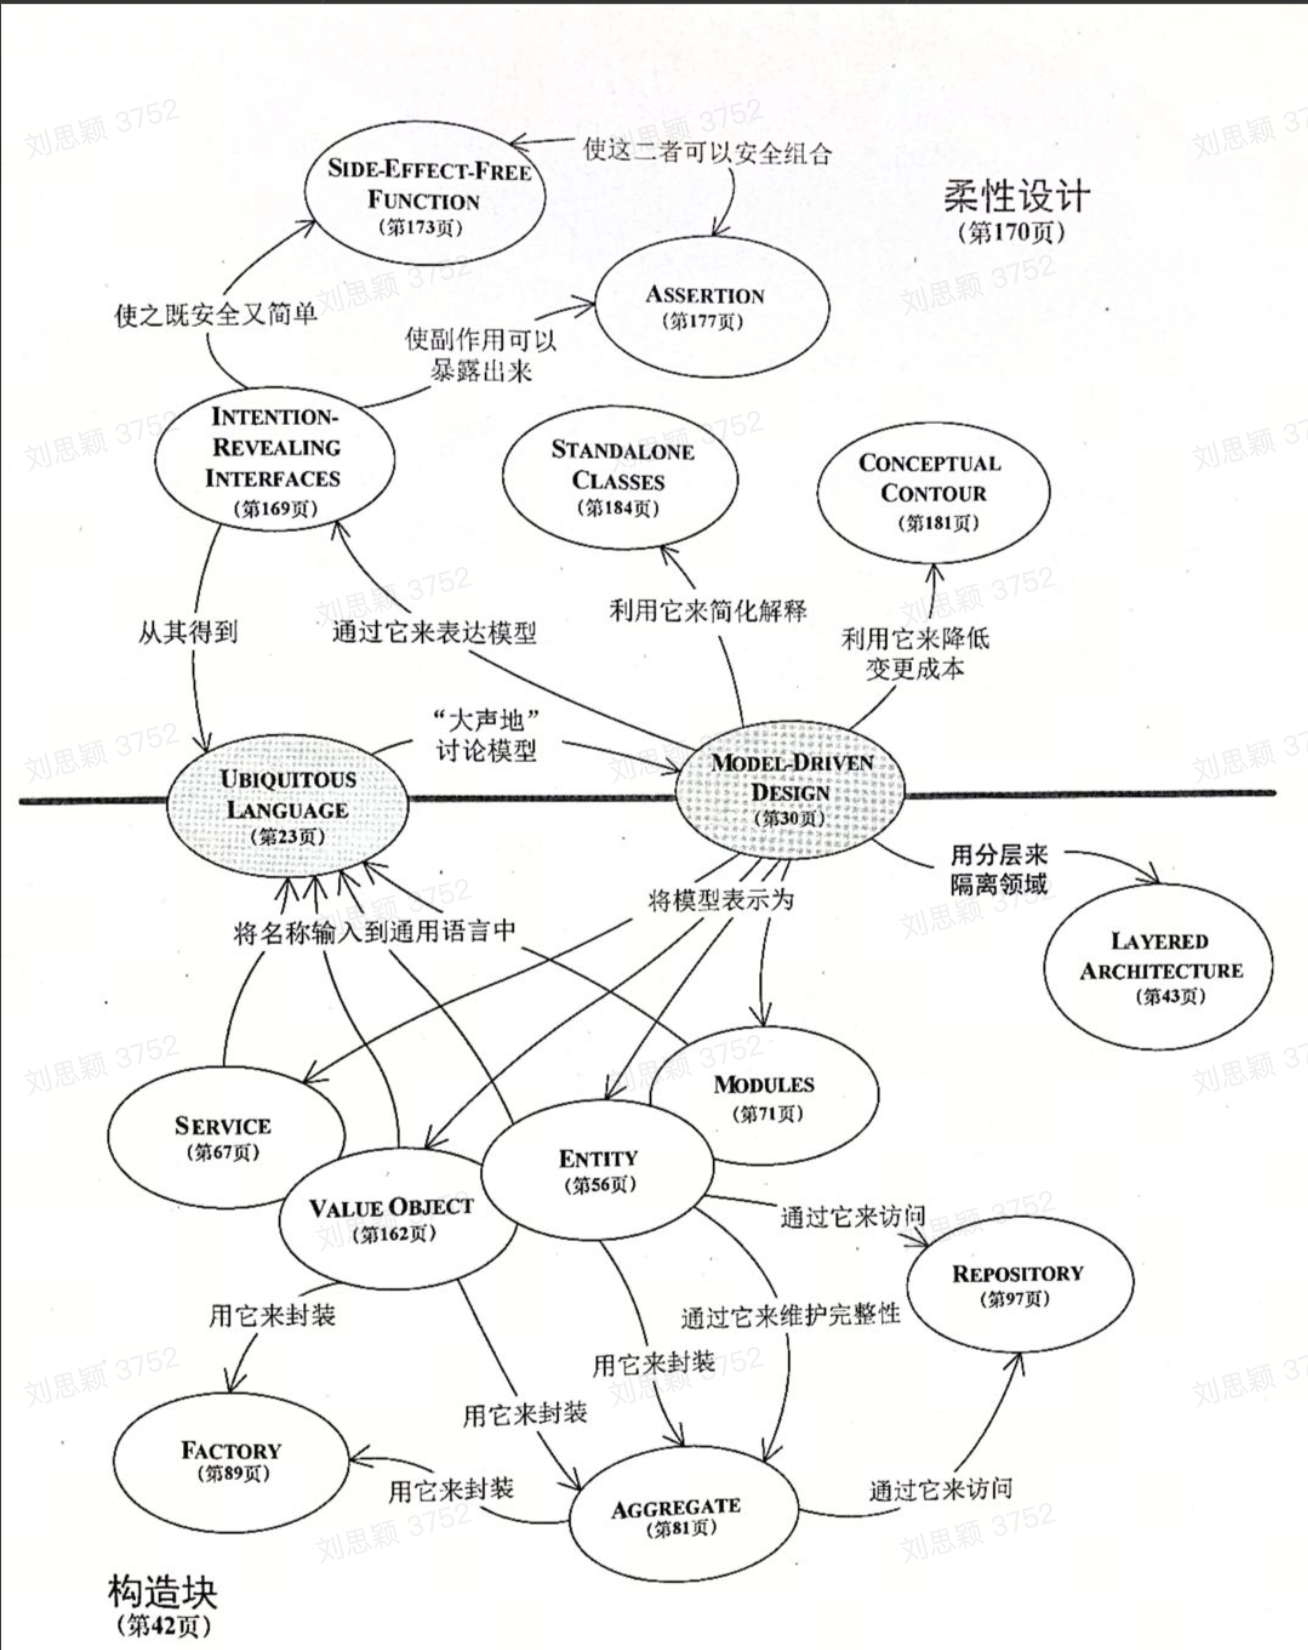 使这二者可以安全组合
SIDE-EFFECT-FREE
FUNCTION
(第173页)
柔性设计
(第170页)
ASSERTION
(第177页)
使之既安全又简单
使副作用可以
暴露出来
INTENTION-
REVEALING
INTERFACES
(第169页)
STANDALONE
CLASSES
(第184页)
CONCEPTUAL
CONTOUR
(第181页)
从其得到
通过它来表达模型
利用它来简化解释
利用它来降低
变更成本
“大声地”
讨论模型
UBIQUITOUS
LANGUAGE
(第23页)
MODEL-DRIVEN
DESIGN
(第30页)
用分层来
隔离领域
将模型表示为
将名称输入到通用语言中
LAYERED
ARCHITECTURE
(第43页)
SERVICE
(第67页)
MODULES
(第71页)
ENTITY
(第56页)
VALUE OBJECT
(第162页)
通过它来访问
REPOSITORY
(第97页)
用它来封装
通过它来维护完整性
用它来封装
用它来封装
FACTORY
(第89页)
用它来封装
通过它来访问
AGGREGATE
(第81页)
构造块
(第42页)
刘思颖 3752